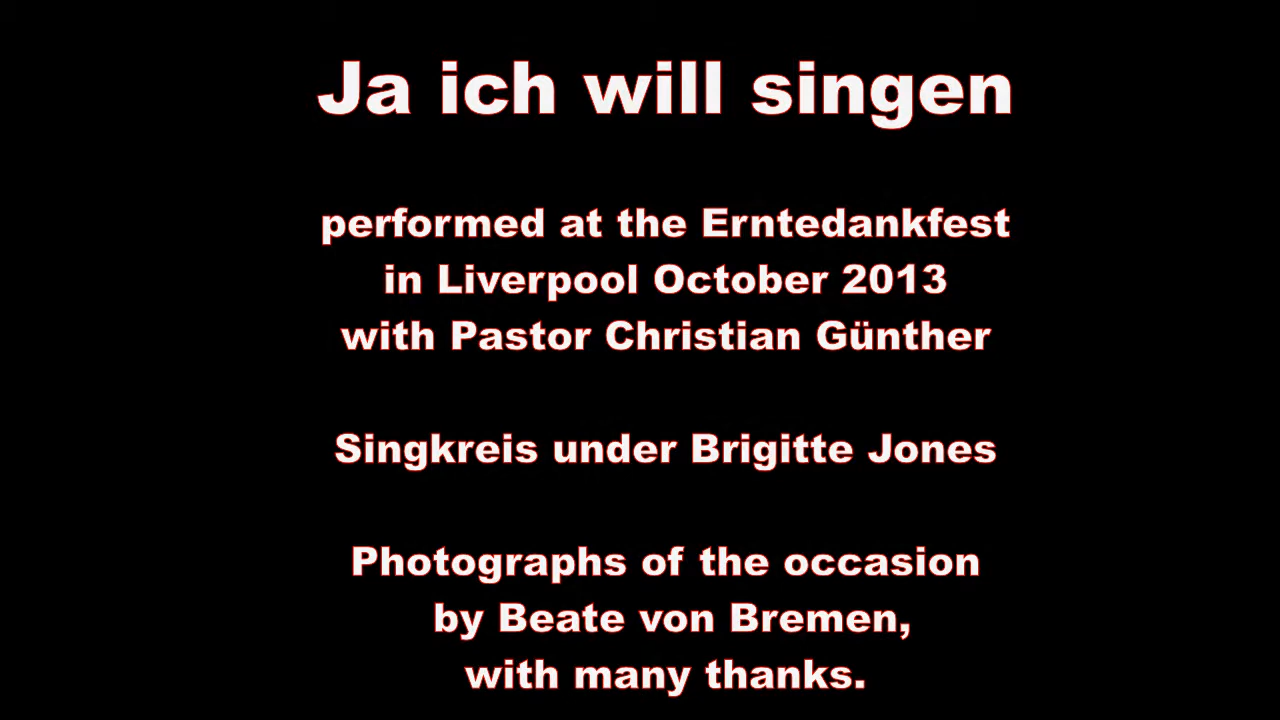 Ja ich will singen
performed at the Erntedankfest
in Liverpool October 2013
with Pastor Christian Günther
Singkreis under Brigitte Jones
Photographs of the occasion
by Beate von Bremen,
with many thanks.